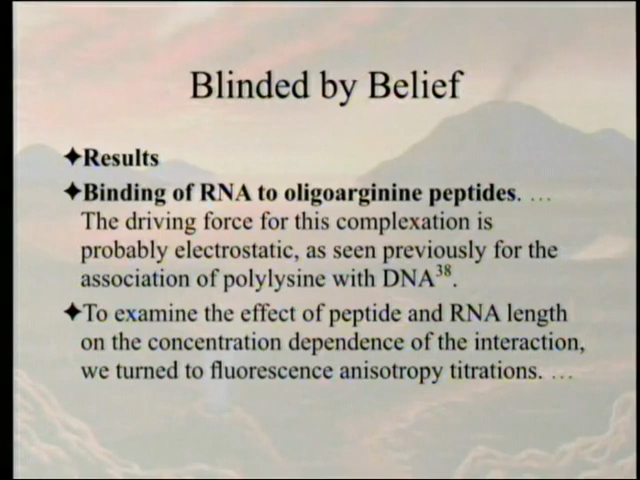 Blinded by Belief
✦Results
✦Binding of RNA to oligoarginine peptides. …
The driving force for this complexation is
probably electrostatic, as seen previously for the
association of polylysine with DNA³⁸.
✦To examine the effect of peptide and RNA length
on the concentration dependence of the interaction,
we turned to fluorescence anisotropy titrations. …